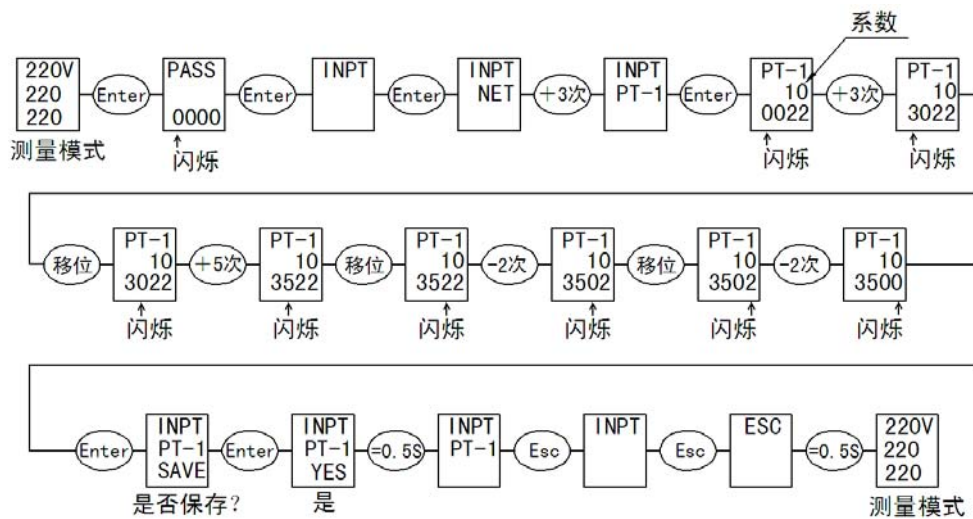 系数
220V
220
220
Enter
PASS
0000
Enter
INPT
Enter
INPT
NET
+3次
INPT
PT-1
Enter
PT-1
10
0022
+3次
PT-1
10
3022
测量模式
闪烁
闪烁
闪烁
移位
PT-1
10
3022
+5次
PT-1
10
3522
移位
PT-1
10
3522
-2次
PT-1
10
3502
移位
PT-1
10
3502
-2次
PT-1
10
3500
闪烁
闪烁
闪烁
闪烁
闪烁
闪烁
Enter
INPT
PT-1
SAVE
Enter
INPT
PT-1
YES
=0.5S
INPT
PT-1
Esc
INPT
Esc
ESC
=0.5S
220V
220
220
是否保存?
是
测量模式